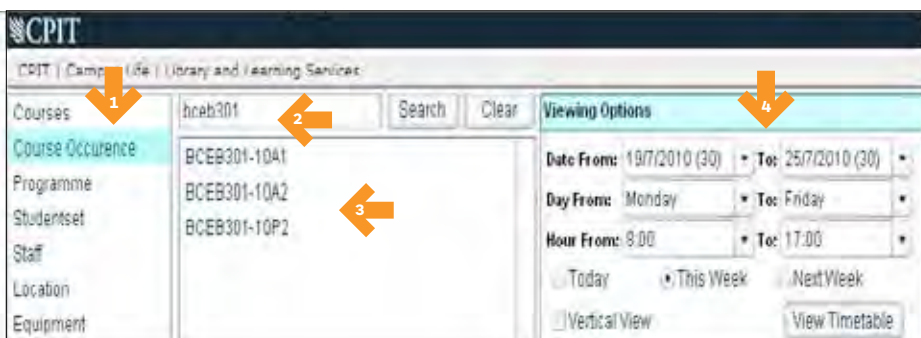 CPIT
CPIT | Campus Life | Library and Learning Services
1
Courses
Course Occurence
Programme
Studentset
Staff
Location
Equipment
bceb301
2
Search
Clear
BCEB301-10A1
BCEB301-10A2
BCEB301-10P2
3
Viewing Options
4
Date From: 19/7/2010 (30) To: 25/7/2010 (30)
Day From: Monday To: Friday
Hour From: 8:00 To: 17:00
Today This Week Next Week
Vertical View View Timetable